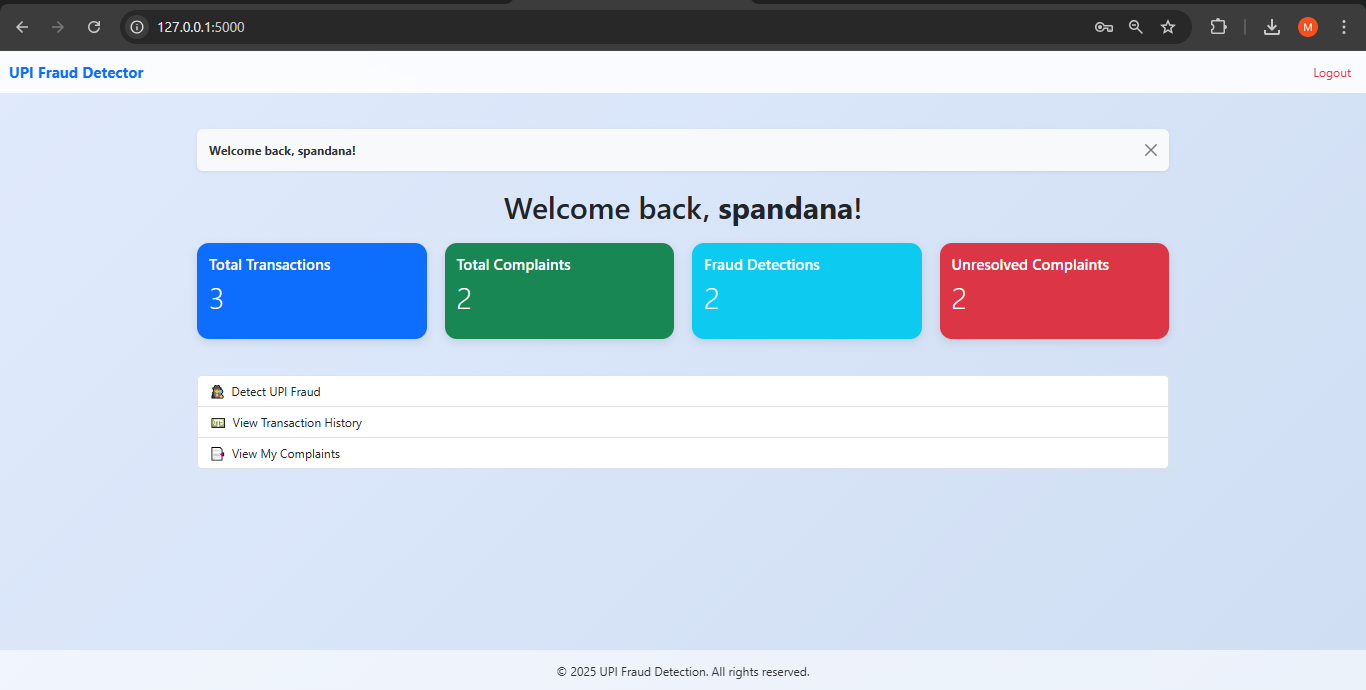 127.0.0.1:5000
M
UPI Fraud Detector
Logout
Welcome back, spandana!
Welcome back, spandana!
Total Transactions
3
Total Complaints
2
Fraud Detections
2
Unresolved Complaints
2
Detect UPI Fraud
View Transaction History
View My Complaints
© 2025 UPI Fraud Detection. All rights reserved.